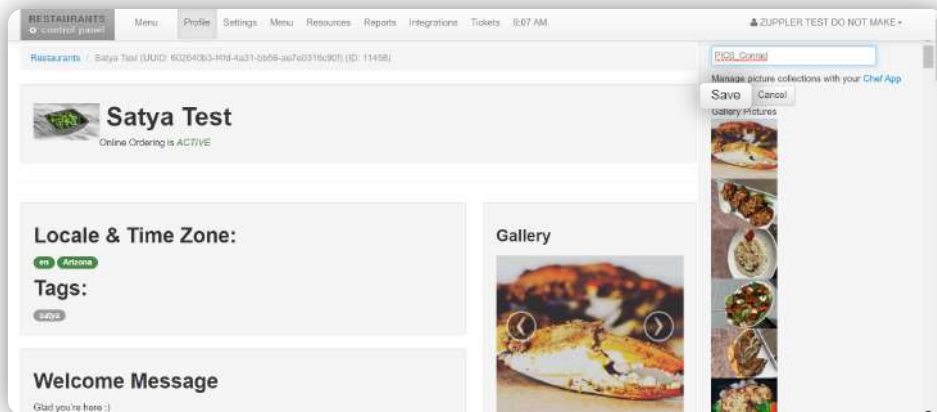 RESTAURANTS
control panel
Menu Profile Settings Menu Resources Reports Integrations Tickets 9:07 AM
ZUPPLER TEST DO NOT MAKE
Restaurants / Satya Test
(ID: 11458)
PICS_Conrad
Manage picture collections with your Chef App
Save Cancel
Gallery Pictures
Satya Test
Online Ordering is ACTIVE
Locale & Time Zone:
en Arizona
Tags:
satya
Gallery
Welcome Message
Glad you're here :)